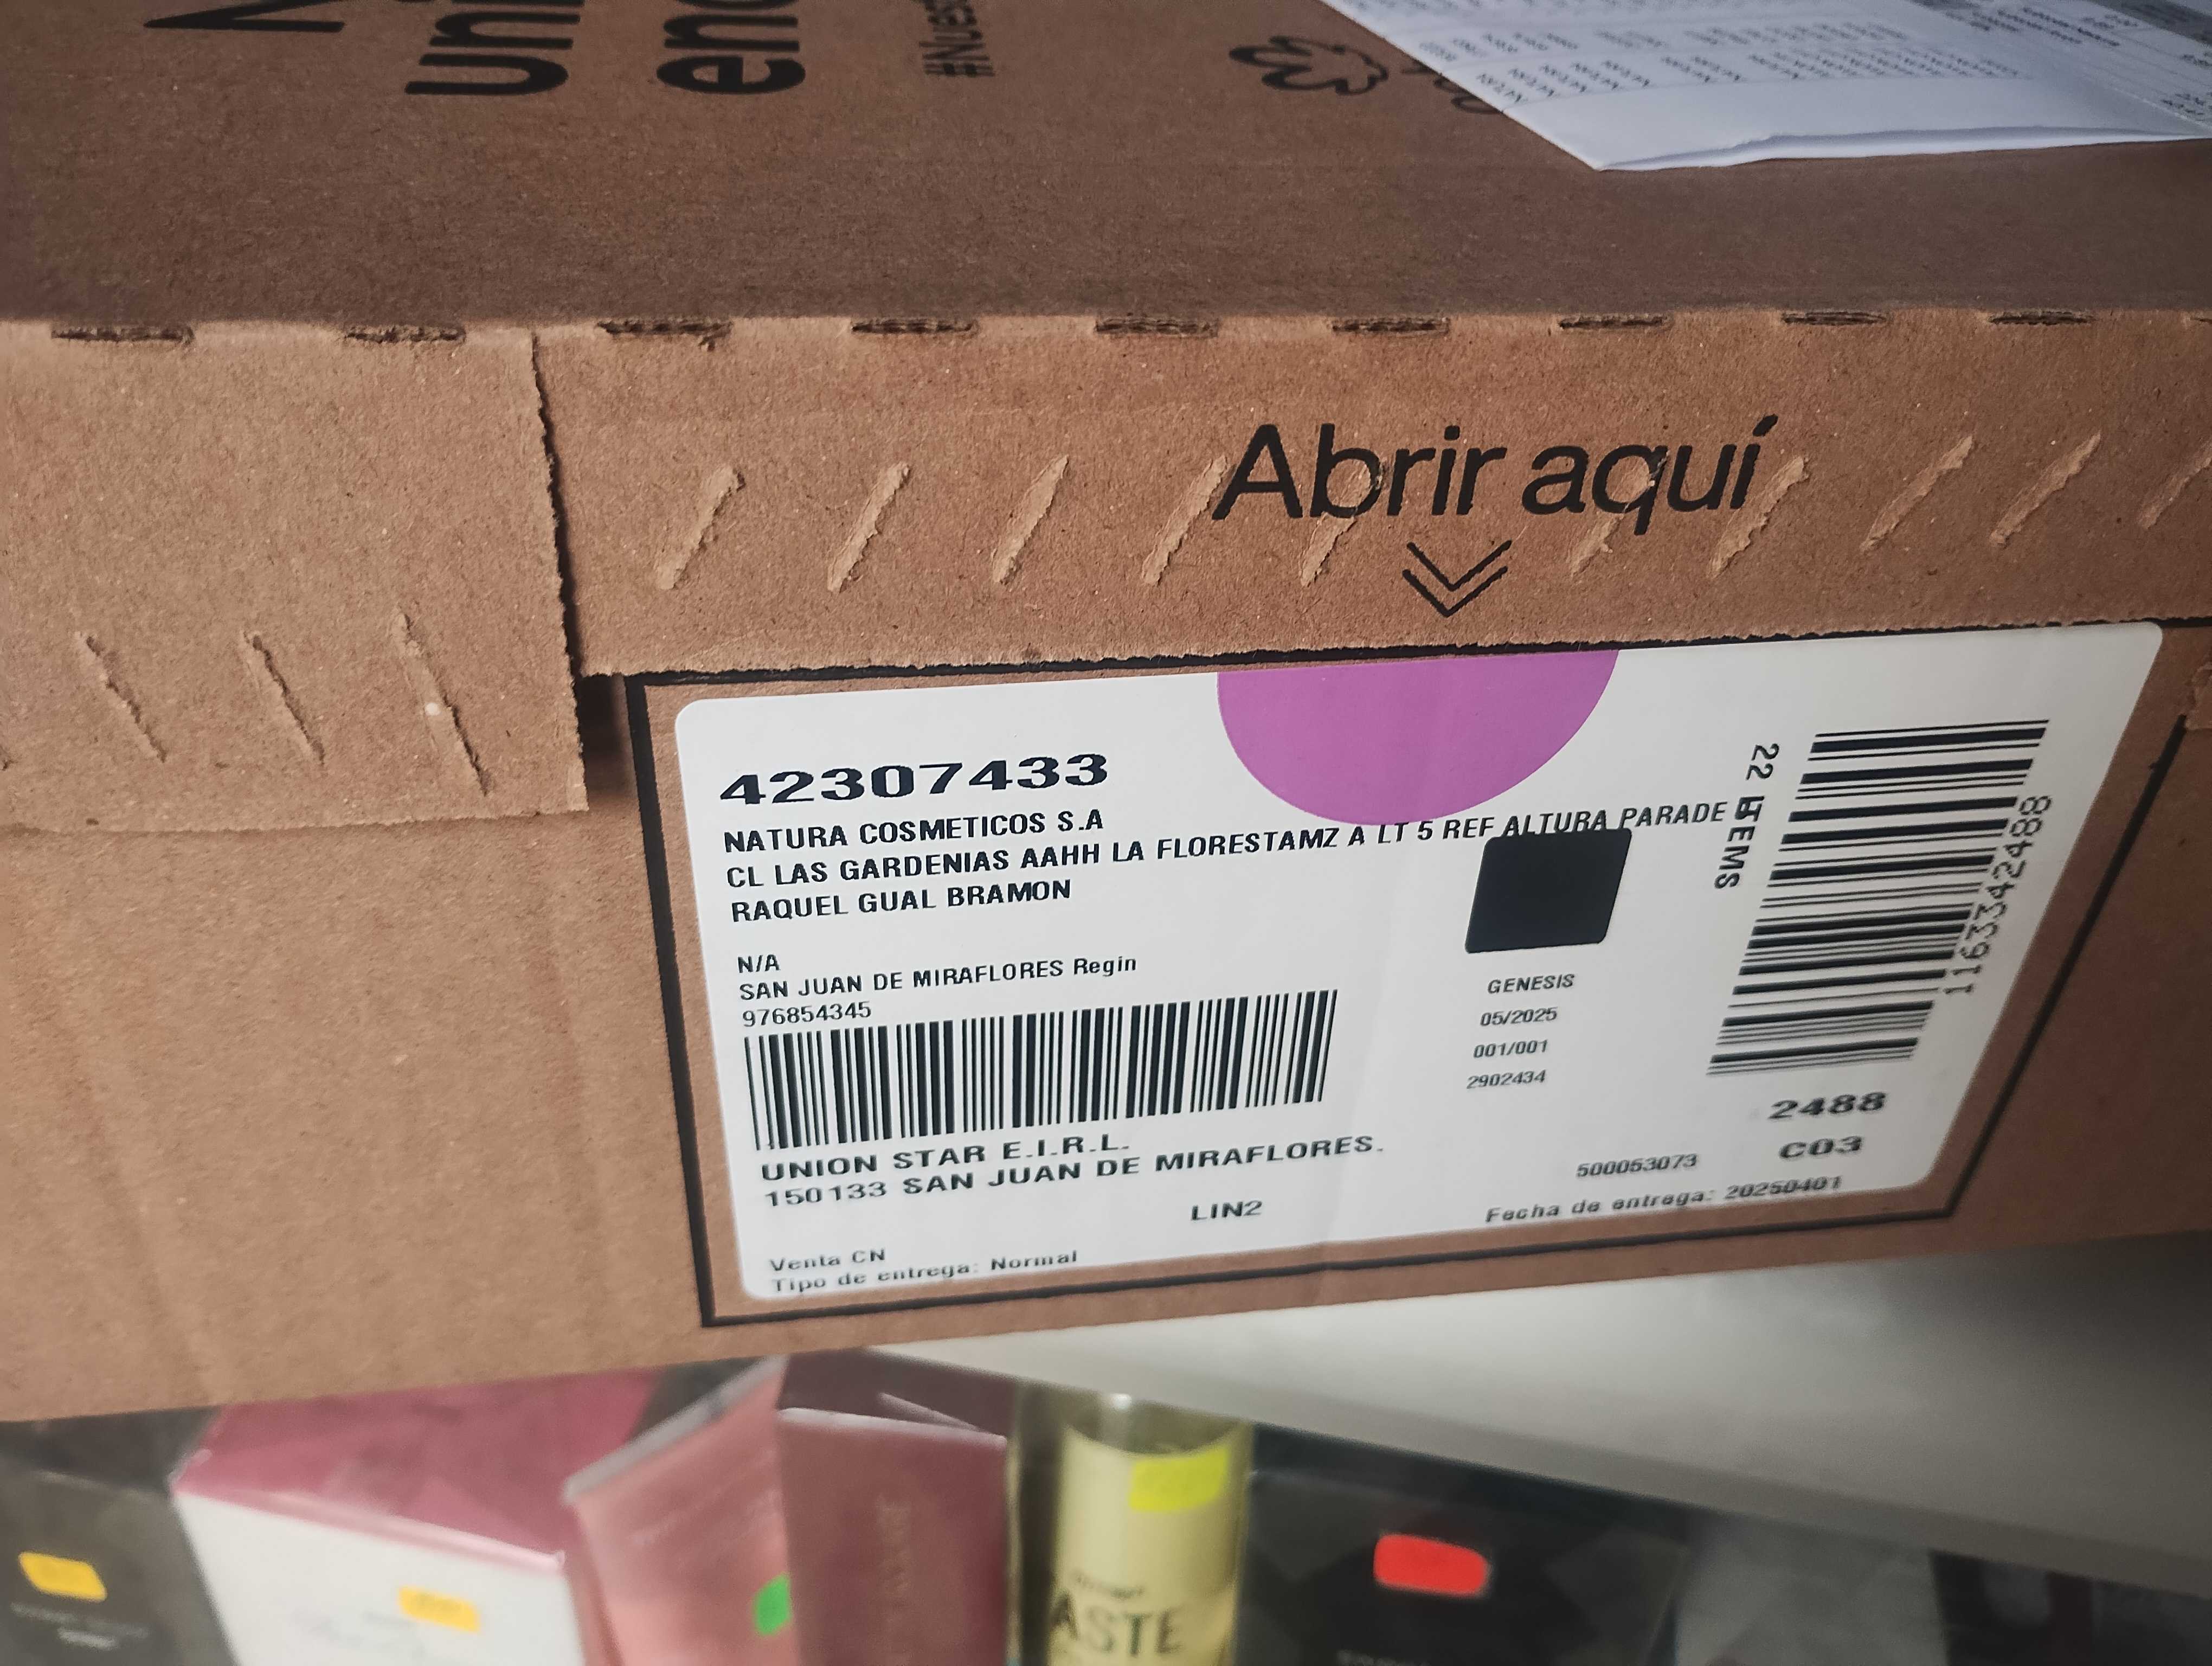 Abrir aquí
42307433
NATURA COSMETICOS S.A
CL LAS GARDENIAS AAHH LA FLORESTAMZ A LT 5 REF ALTURA PARADE
RAQUEL GUAL BRAMON
N/A
SAN JUAN DE MIRAFLORES Regin
976854345
UNION STAR E.I.R.L.
150133 SAN JUAN DE MIRAFLORES.
LIN2
Venta CN
Tipo de entrega: Normal
GENESIS
05/2025
001/001
2902434
22 ITEMS
11633342488
2488
C03
500053073
Fecha de entrega: 20250401
ASTE